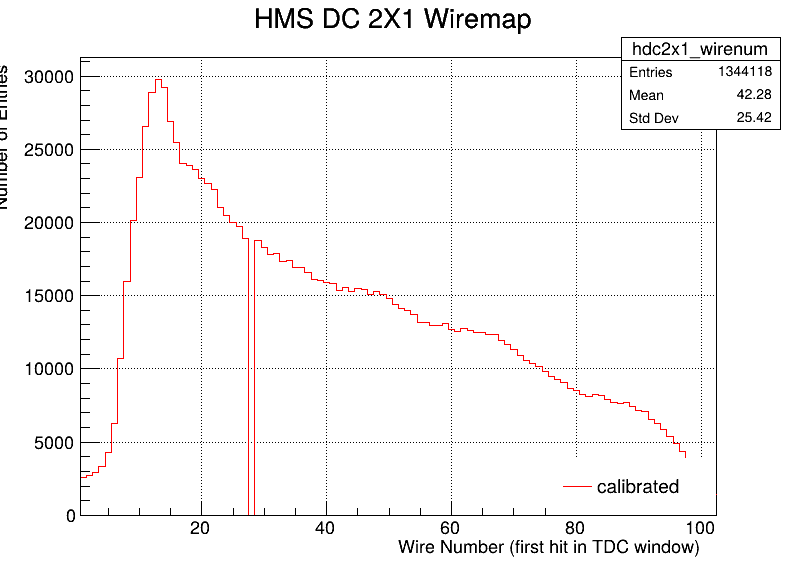 HMS DC 2X1 Wiremap
hdc2x1_wirenum
Entries 1344118
Mean 42.28
Std Dev 25.42
Number of Entries
30000
25000
20000
15000
10000
5000
0
20 40 60 80 100
calibrated
Wire Number (first hit in TDC window)